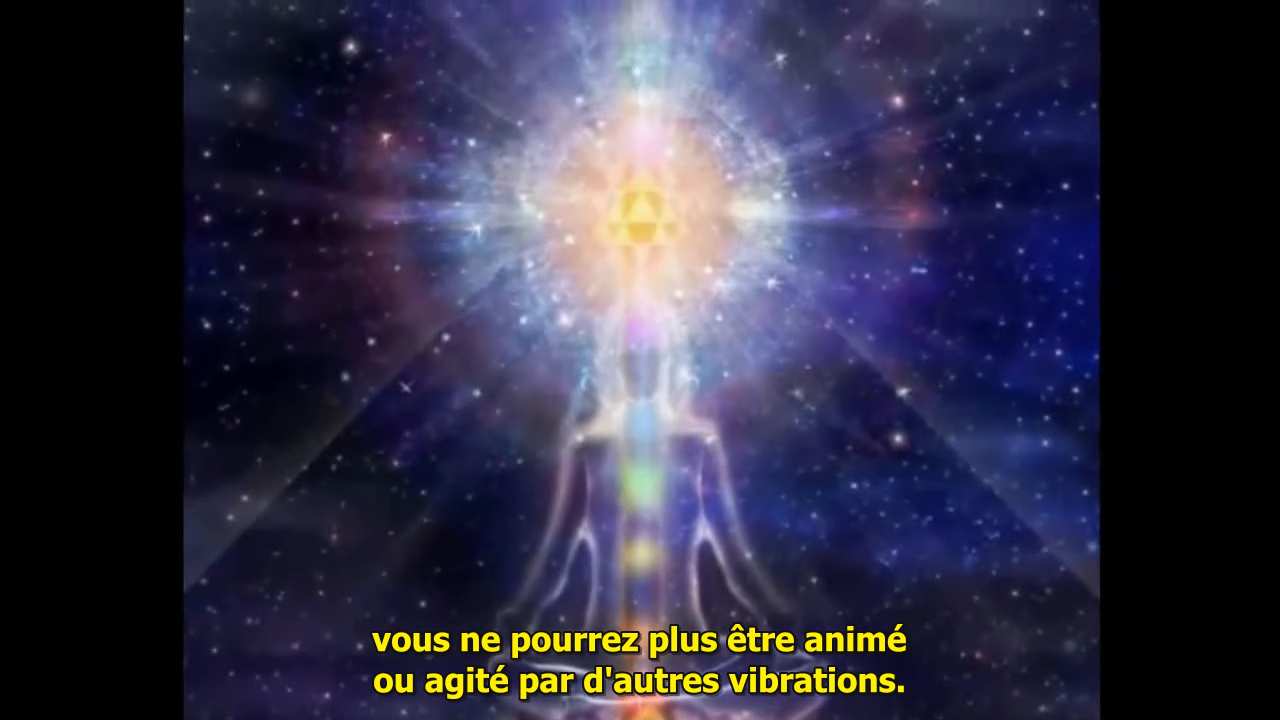 vous ne pourrez plus être animé
ou agité par d'autres vibrations.